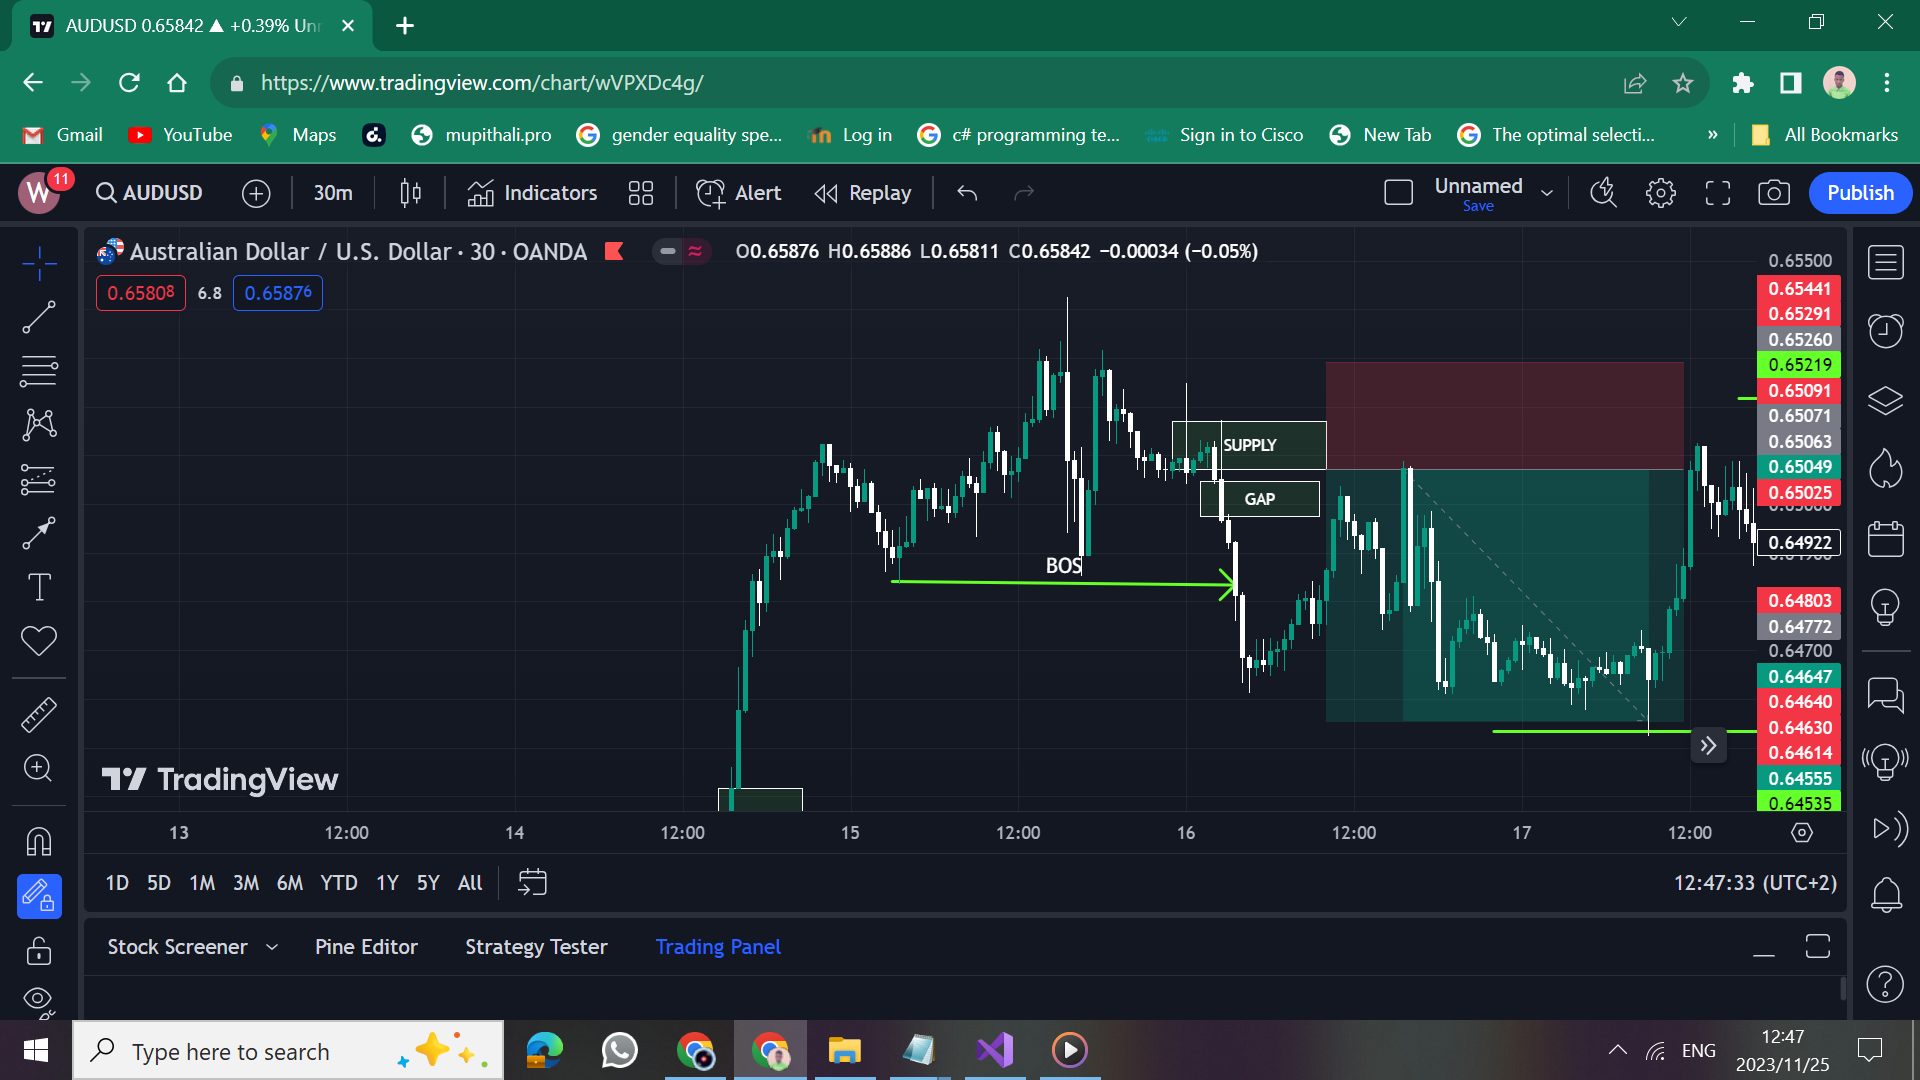 AUDUSD 0.65842 ▲ +0.39% Unn
https://www.tradingview.com/chart/wVPXDc4g/
Gmail YouTube Maps mupithali.pro gender equality spe... Log in c# programming te... Sign in to Cisco New Tab The optimal selecti... » All Bookmarks
W 11 AUDUSD 30m Indicators Alert Replay Unnamed Save Publish
Australian Dollar / U.S. Dollar · 30 · OANDA O0.65876 H0.65886 L0.65811 C0.65842 −0.00034 (−0.05%)
0.65808 6.8 0.65876
0.65500
0.65441
0.65291
0.65260
0.65219
0.65091
0.65071
0.65063
0.65049
0.65025
0.64922
0.64803
0.64772
0.64700
0.64647
0.64640
0.64630
0.64614
0.64555
0.64535
SUPPLY
GAP
BOS
TradingView
13 12:00 14 12:00 15 12:00 16 12:00 17 12:00
1D 5D 1M 3M 6M YTD 1Y 5Y All 12:47:33 (UTC+2)
Stock Screener Pine Editor Strategy Tester Trading Panel
Type here to search
ENG 12:47
2023/11/25